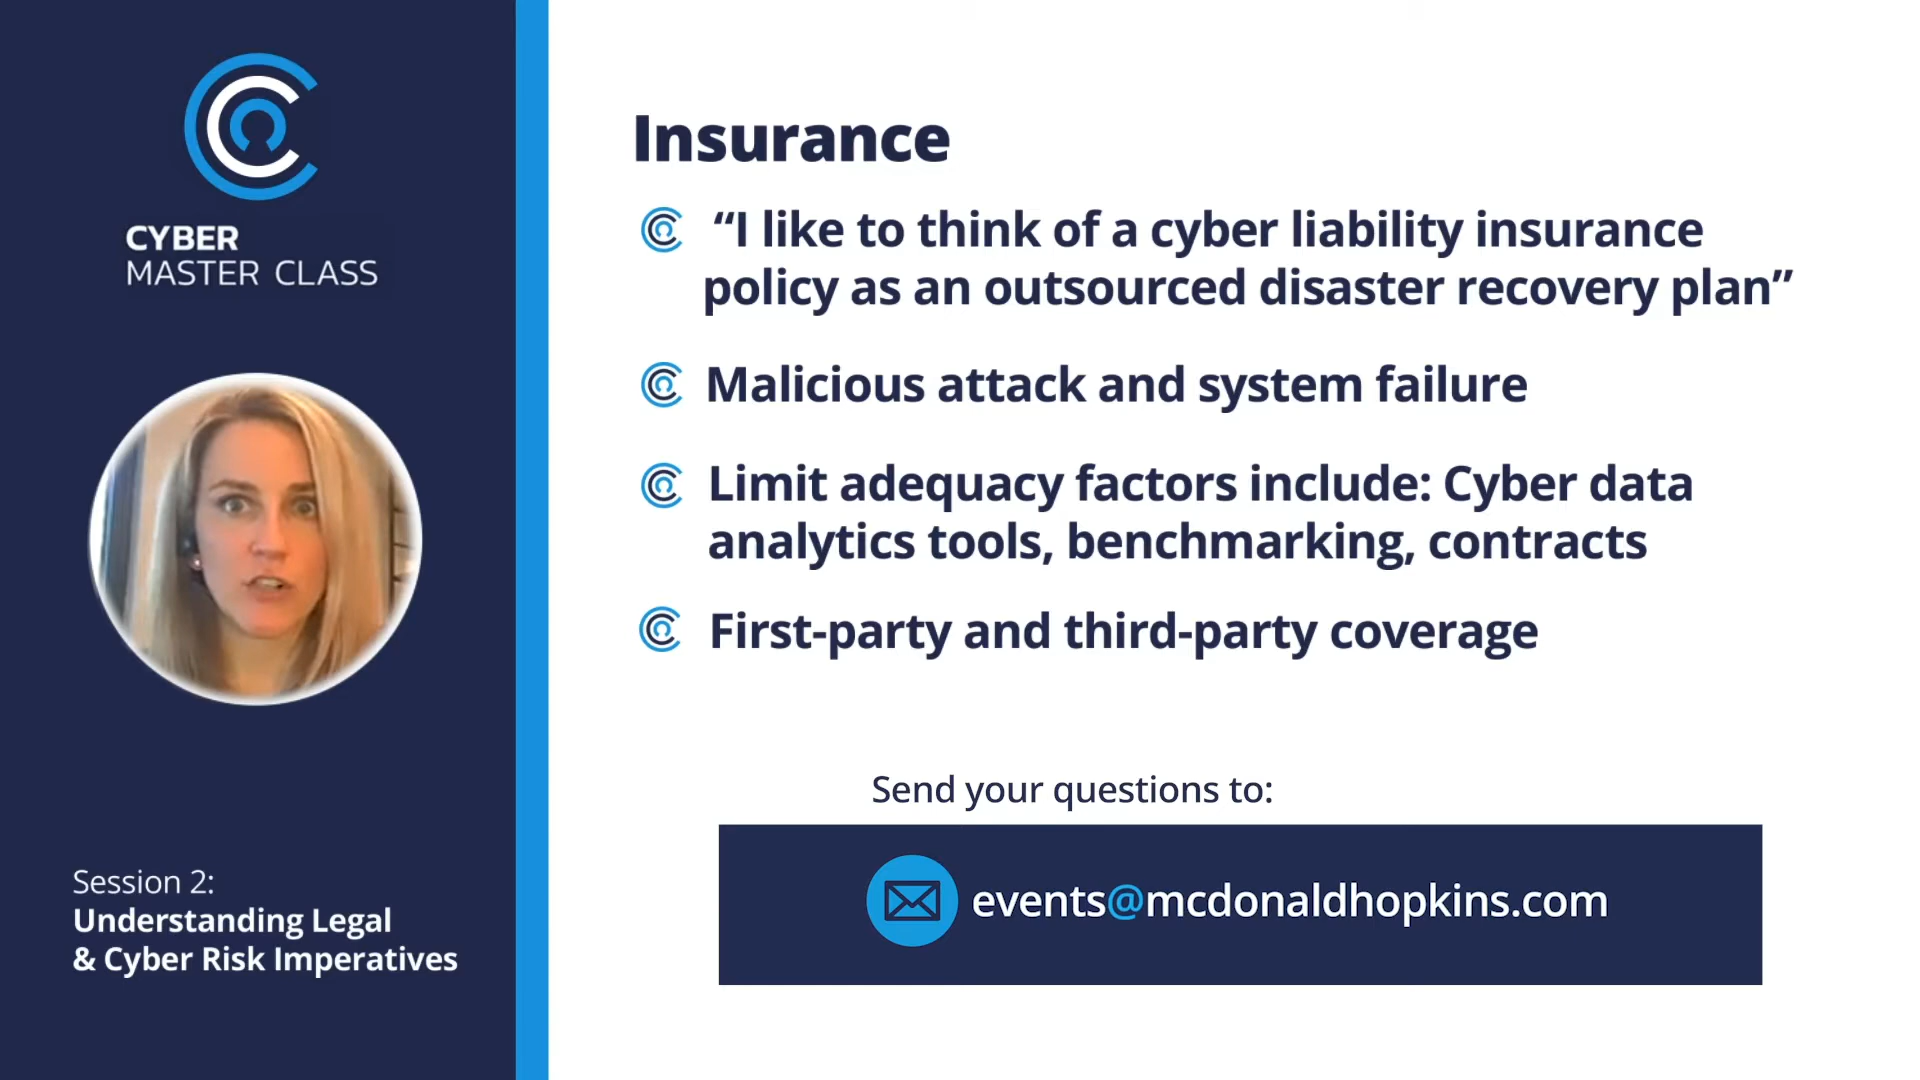 CYBER
MASTER CLASS
Session 2:
Understanding Legal
& Cyber Risk Imperatives
Insurance
“I like to think of a cyber liability insurance
policy as an outsourced disaster recovery plan”
Malicious attack and system failure
Limit adequacy factors include: Cyber data
analytics tools, benchmarking, contracts
First-party and third-party coverage
Send your questions to:
events@mcdonaldhopkins.com